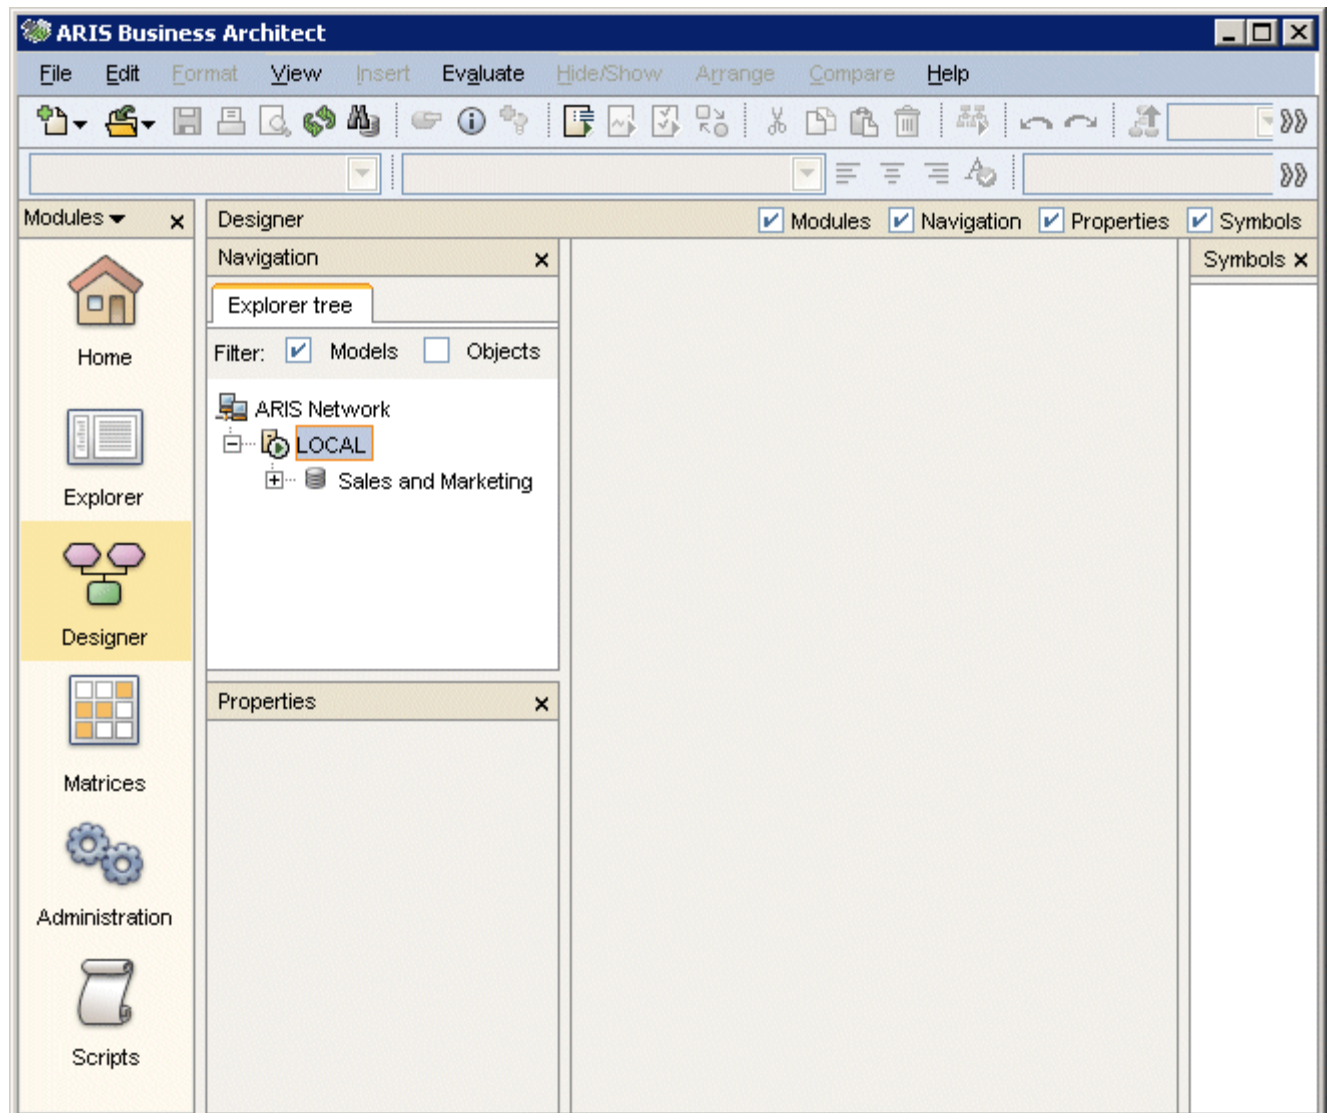 ARIS Business Architect
File Edit Format View Insert Evaluate Hide/Show Arrange Compare Help
Modules
Designer
Modules Navigation Properties Symbols
Navigation
Symbols
Explorer tree
Filter: Models Objects
ARIS Network
LOCAL
Sales and Marketing
Properties
Home
Explorer
Designer
Matrices
Administration
Scripts